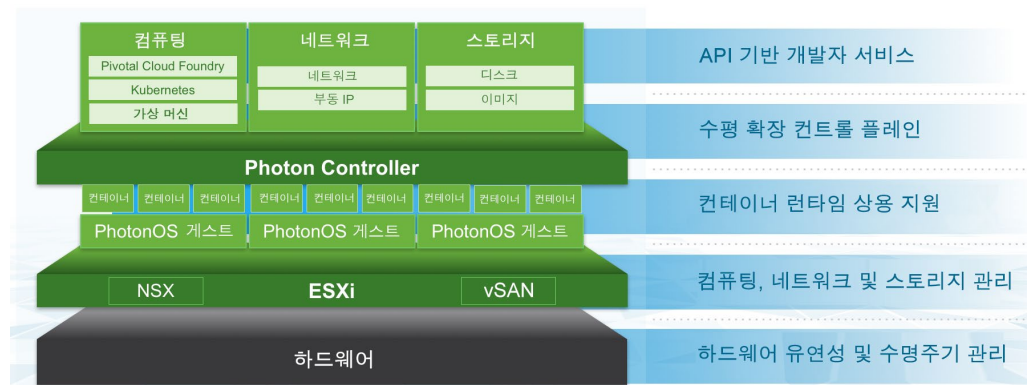 컴퓨팅
네트워크
스토리지
API 기반 개발자 서비스
Pivotal Cloud Foundry
Kubernetes
가상 머신
네트워크
부동 IP
디스크
이미지
수평 확장 컨트롤 플레인
Photon Controller
컨테이너 컨테이너 컨테이너 컨테이너 컨테이너 컨테이너 컨테이너 컨테이너 컨테이너
컨테이너 런타임 상용 지원
PhotonOS 게스트 PhotonOS 게스트 PhotonOS 게스트
NSX ESXi vSAN
컴퓨팅, 네트워크 및 스토리지 관리
하드웨어
하드웨어 유연성 및 수명주기 관리